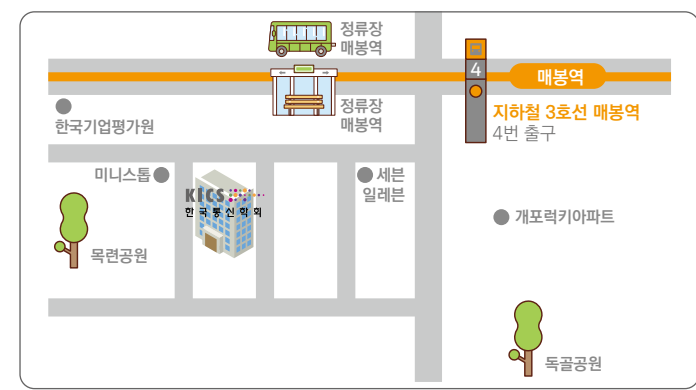 정류장
매봉역
4
매봉역
정류장
매봉역
지하철 3호선 매봉역
4번 출구
한국기업평가원
미니스톱
KICS
한국통신학회
세븐
일레븐
개포럭키아파트
목련공원
독골공원